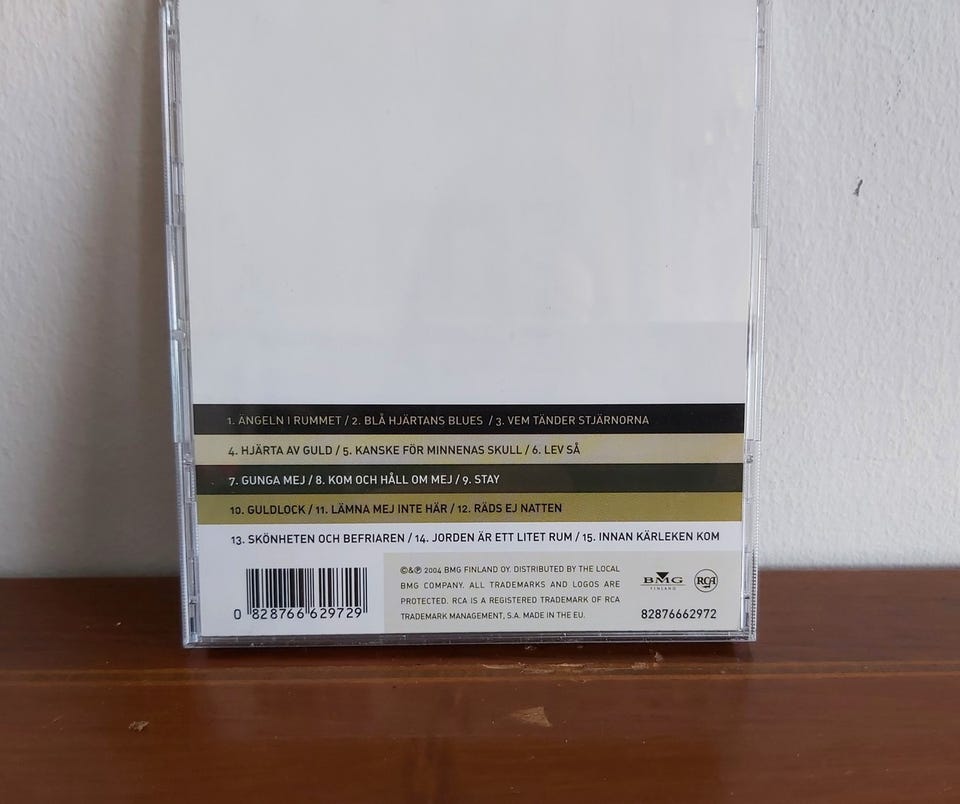 1. ÄNGELN I RUMMET / 2. BLÅ HJÄRTANS BLUES / 3. VEM TÄNDER STJÄRNORNA
4. HJÄRTA AV GULD / 5. KANSKE FÖR MINNENAS SKULL / 6. LEV SÅ
7. GUNGA MEJ / 8. KOM OCH HÅLL OM MEJ / 9. STAY
10. GULDLOCK / 11. LÄMNA MEJ INTE HÄR / 12. RÄDS EJ NATTEN
13. SKÖNHETEN OCH BEFRIAREN / 14. JORDEN ÄR ETT LITET RUM / 15. INNAN KÄRLEKEN KOM
0 828766 629729
©&℗ 2004 BMG FINLAND OY. DISTRIBUTED BY THE LOCAL
BMG COMPANY. ALL TRADEMARKS AND LOGOS ARE
PROTECTED. RCA IS A REGISTERED TRADEMARK OF RCA
TRADEMARK MANAGEMENT, S.A. MADE IN THE EU.
BMG
FINLAND
RCA
82876662972